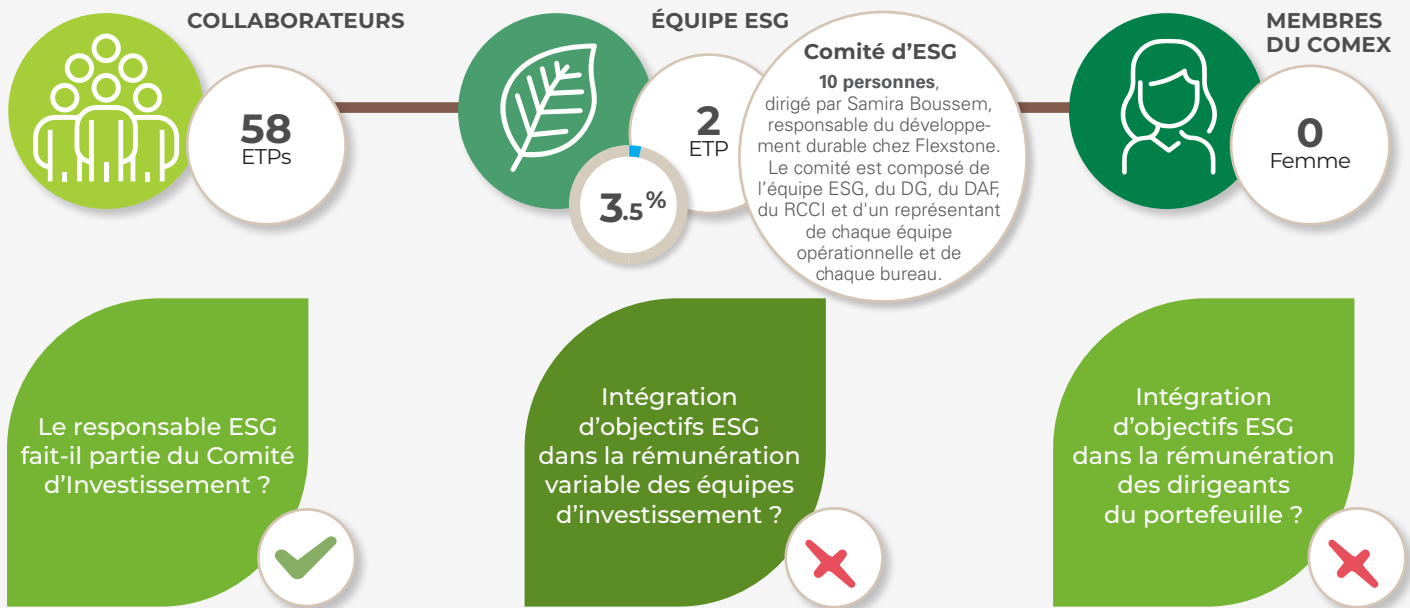 COLLABORATEURS
58
ETPs
ÉQUIPE ESG
2
ETP
3.5%
Comité d’ESG
10 personnes,
dirigé par Samira Boussem,
responsable du développe-
ment durable chez Flexstone.
Le comité est composé de
l’équipe ESG, du DG, du DAF,
du RCCI et d'un représentant
de chaque équipe
opérationnelle et de
chaque bureau.
MEMBRES
DU COMEX
0
Femme
Le responsable ESG
fait-il partie du Comité
d’Investissement ?
Intégration
d’objectifs ESG
dans la rémunération
variable des équipes
d’investissement ?
Intégration
d’objectifs ESG
dans la rémunération
des dirigeants
du portefeuille ?